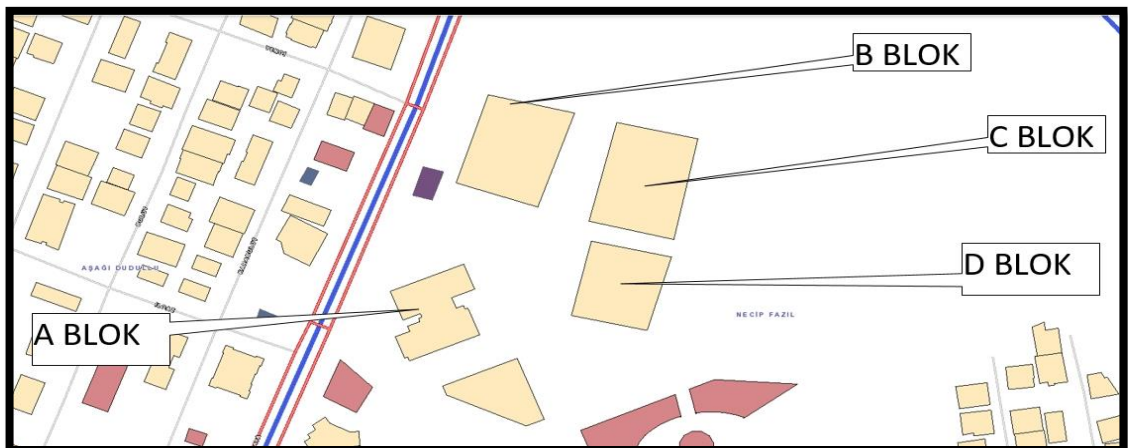 B BLOK
C BLOK
D BLOK
AŞAĞI DUDULLU
NECİP FAZIL
A BLOK